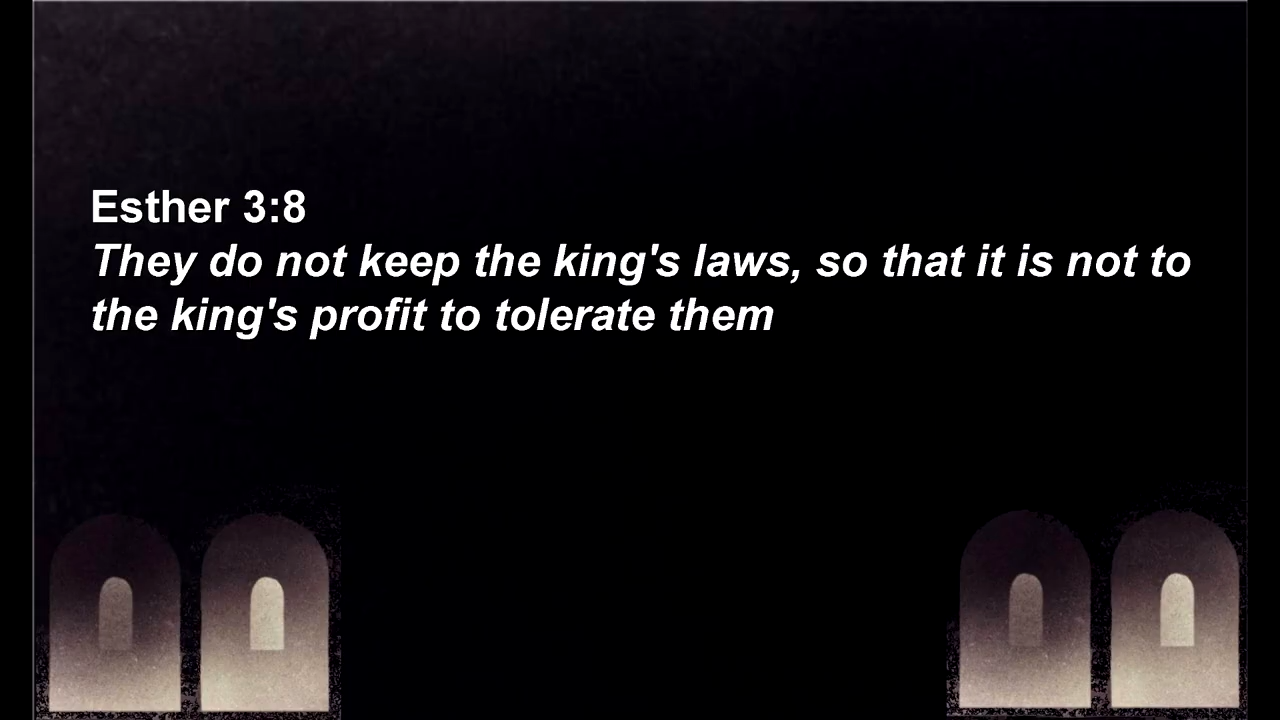 Esther 3:8
They do not keep the king's laws, so that it is not to
the king's profit to tolerate them